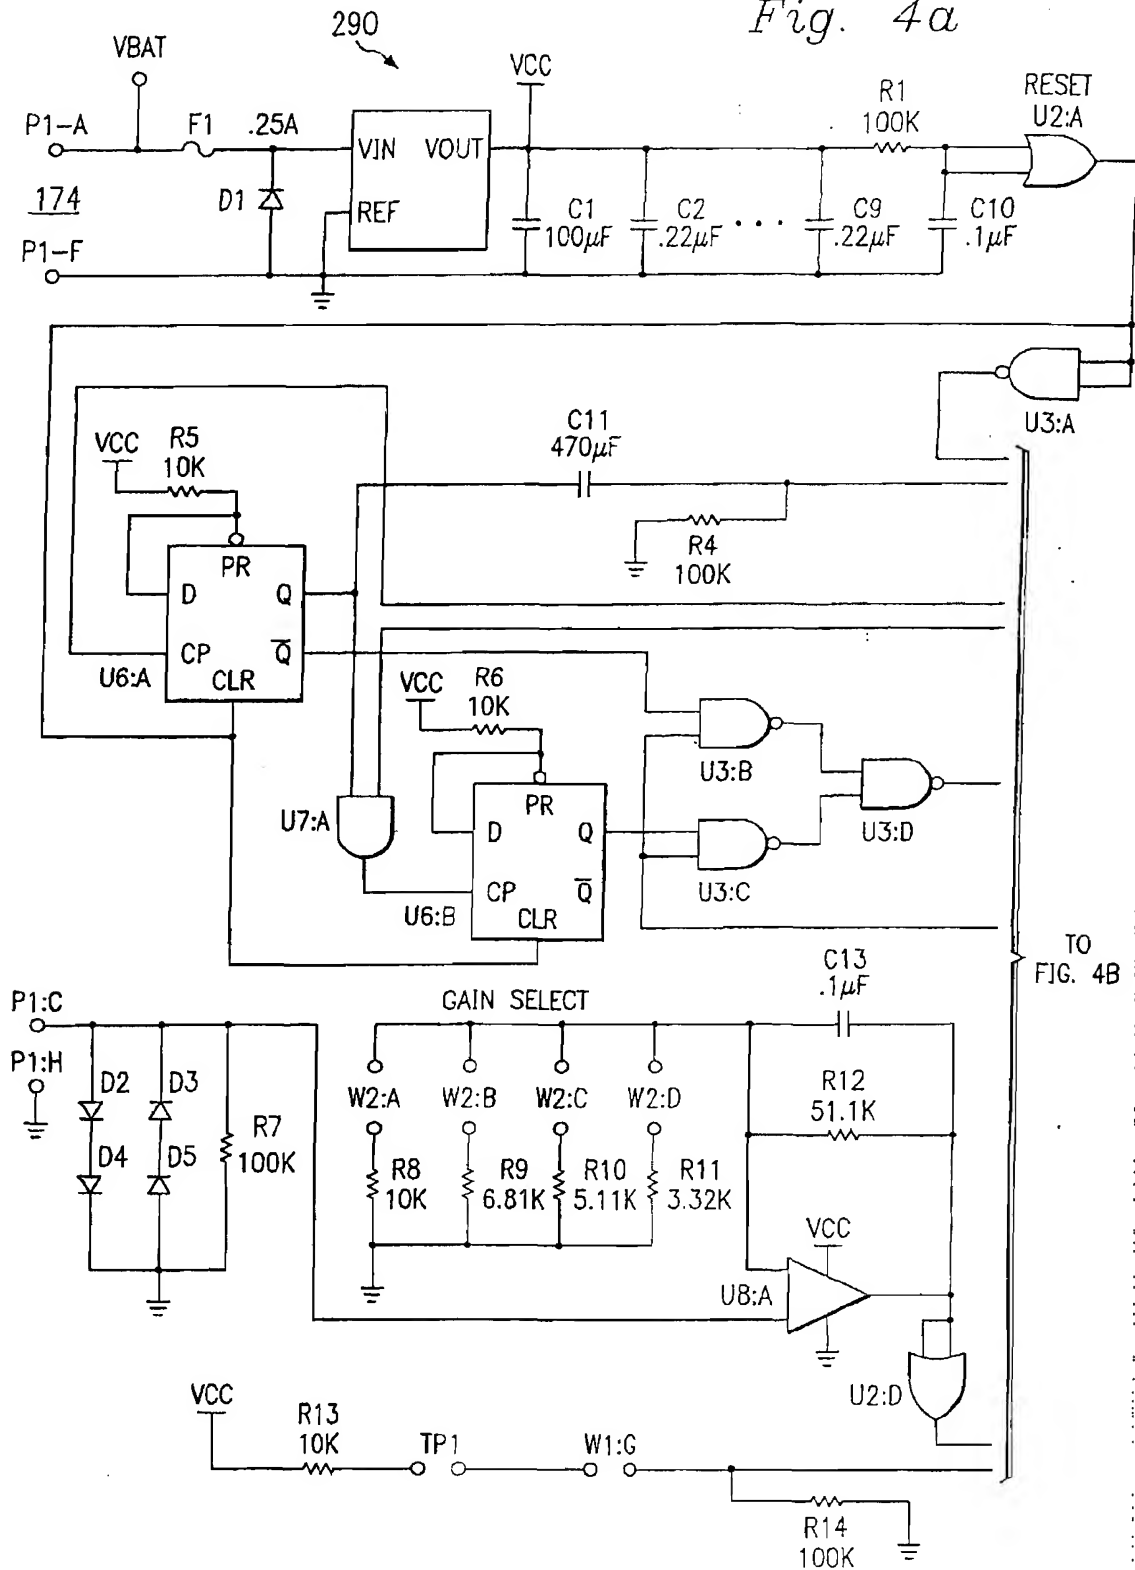 Fig. 4a
290
VBAT
VCC
RESET
U2:A
R1
100K
P1-A
F1 .25A
VIN VOUT
REF
174
D1
C1
100µF
C2
.22µF
. . .
C9
.22µF
C10
.1µF
P1-F
U3:A
C11
470µF
VCC
R5
10K
R4
100K
PR
D Q
CP Q
CLR
U6:A
VCC
R6
10K
U3:B
U7:A
PR
D Q
CP Q
CLR
U6:B
U3:D
U3:C
TO
FIG. 4B
C13
.1µF
P1:C
GAIN SELECT
P1:H
D2 D3
D4 D5
R7
100K
W2:A W2:B W2:C W2:D
R12
51.1K
R8
10K
R9
6.81K
R10
5.11K
R11
3.32K
VCC
U8:A
U2:D
VCC
R13
10K
TP1
W1:G
R14
100K